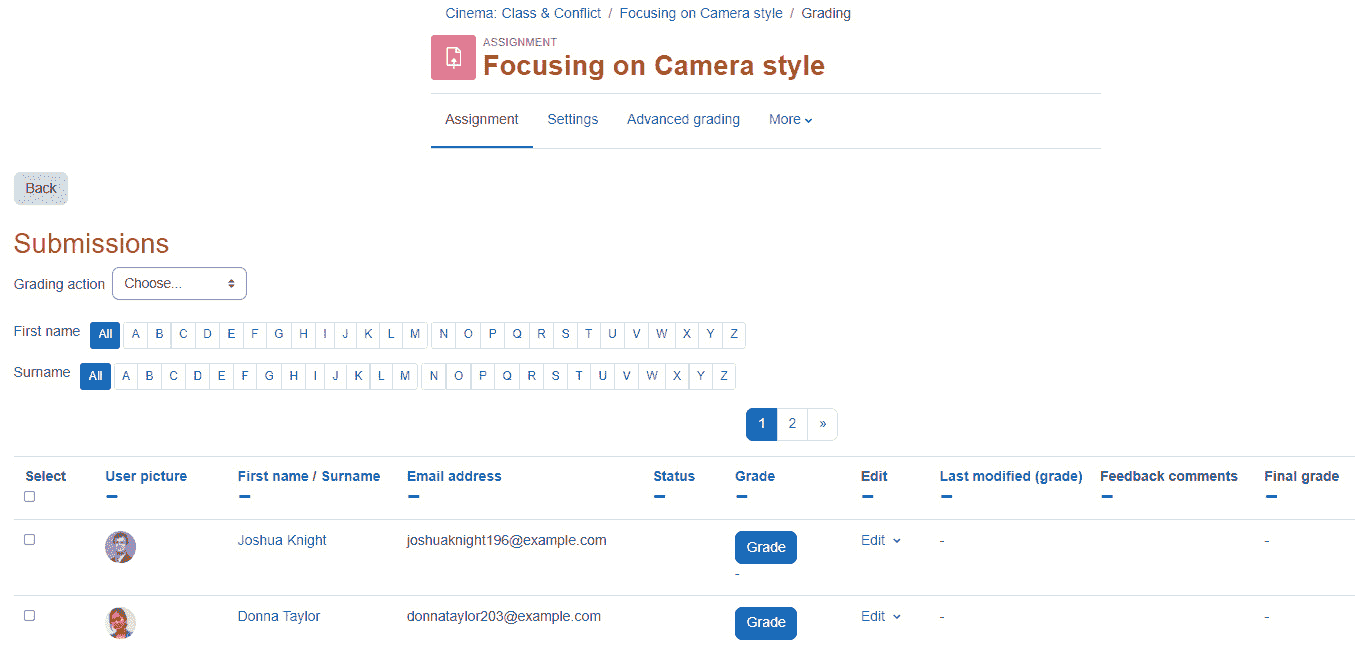 Cinema: Class & Conflict / Focusing on Camera style / Grading
ASSIGNMENT
Focusing on Camera style
Assignment Settings Advanced grading More
Back
Submissions
Grading action Choose...
First name All A B C D E F G H I J K L M N O P Q R S T U V W X Y Z
Surname All A B C D E F G H I J K L M N O P Q R S T U V W X Y Z
1 2 »
Select User picture First name / Surname Email address Status Grade Edit Last modified (grade) Feedback comments Final grade
Joshua Knight joshuaknight196@example.com Grade Edit - -
-
Donna Taylor donnataylor203@example.com Grade Edit - -